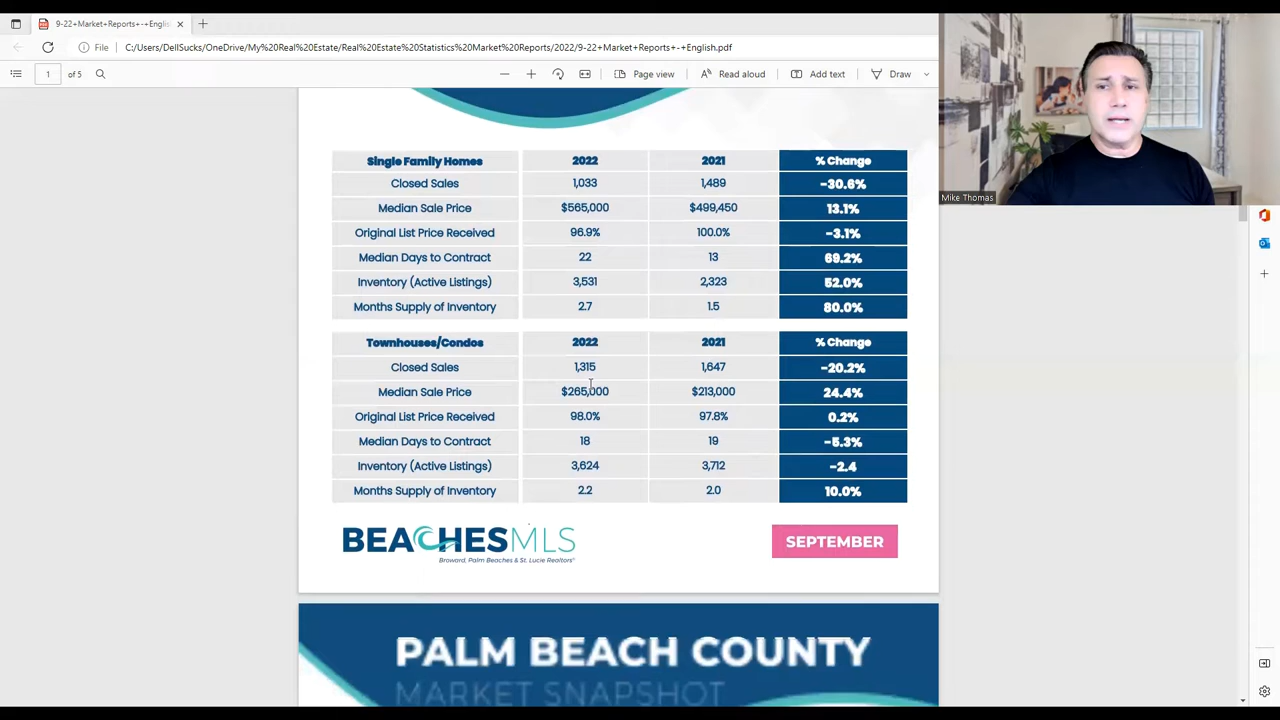 9-22+Market+Reports+-+Englis
File
C:/Users/DellSucks/OneDrive/My%20Real%20Estate/Real%20Estate%20Statistics%20Market%20Reports/2022/9-22+Market+Reports+-+English.pdf
1 of 5
Page view
Read aloud
Add text
Draw
Mike Thomas
Single Family Homes 2022 2021 % Change
Closed Sales 1,033 1,489 -30.6%
Median Sale Price $565,000 $499,450 13.1%
Original List Price Received 96.9% 100.0% -3.1%
Median Days to Contract 22 13 69.2%
Inventory (Active Listings) 3,531 2,323 52.0%
Months Supply of Inventory 2.7 1.5 80.0%
Townhouses/Condos 2022 2021 % Change
Closed Sales 1,315 1,647 -20.2%
Median Sale Price $265,000 $213,000 24.4%
Original List Price Received 98.0% 97.8% 0.2%
Median Days to Contract 18 19 -5.3%
Inventory (Active Listings) 3,624 3,712 -2.4
Months Supply of Inventory 2.2 2.0 10.0%
BEACHESMLS
Broward, Palm Beaches & St. Lucie Realtors®
SEPTEMBER
PALM BEACH COUNTY
MARKET SNAPSHOT